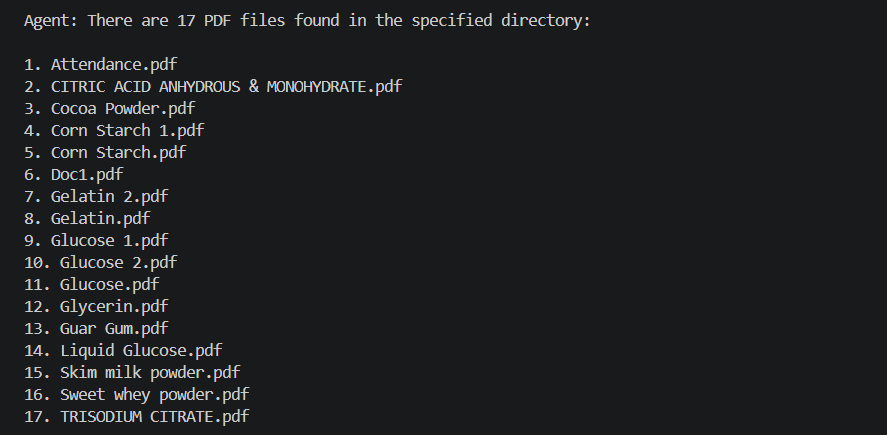 Agent: There are 17 PDF files found in the specified directory:
1. Attendance.pdf
2. CITRIC ACID ANHYDROUS & MONOHYDRATE.pdf
3. Cocoa Powder.pdf
4. Corn Starch 1.pdf
5. Corn Starch.pdf
6. Doc1.pdf
7. Gelatin 2.pdf
8. Gelatin.pdf
9. Glucose 1.pdf
10. Glucose 2.pdf
11. Glucose.pdf
12. Glycerin.pdf
13. Guar Gum.pdf
14. Liquid Glucose.pdf
15. Skim milk powder.pdf
16. Sweet whey powder.pdf
17. TRISODIUM CITRATE.pdf